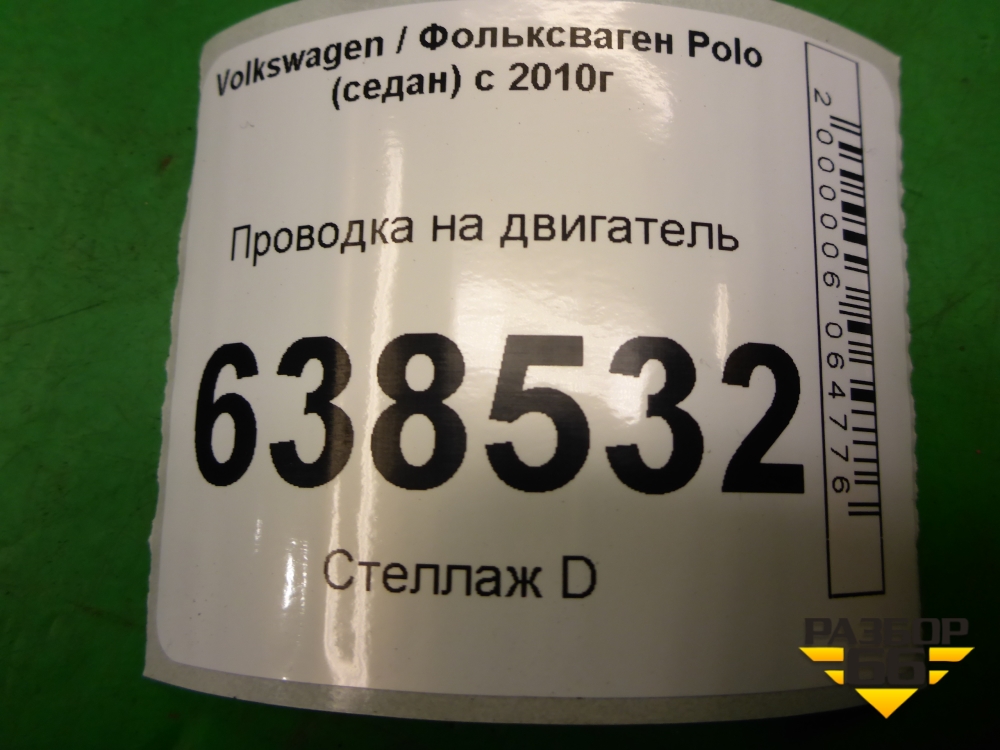 Volkswagen / Фольксваген Polo
(седан) с 2010г
Проводка на двигатель
638532
Стеллаж D
2000006064776
РАЗБОР
66